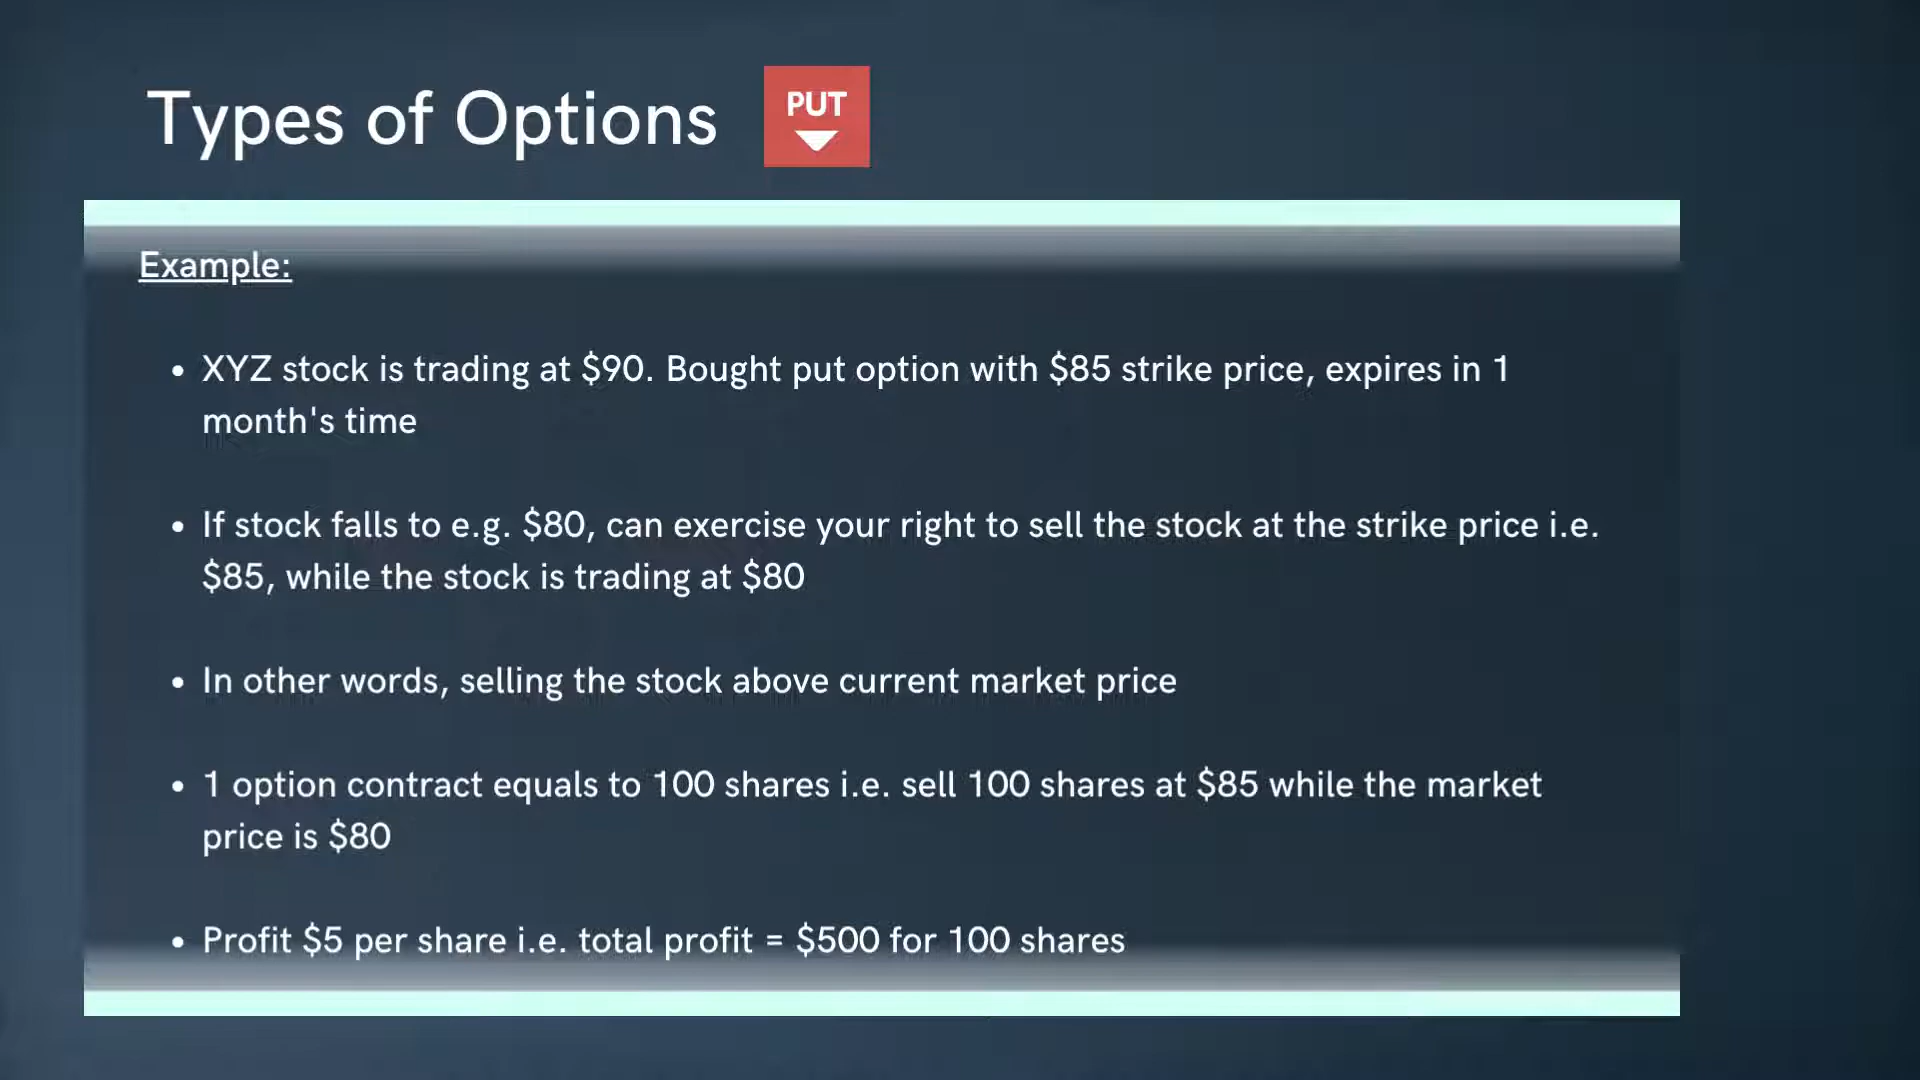 Types of Options
PUT
Example:
• XYZ stock is trading at $90. Bought put option with $85 strike price, expires in 1
month's time
• If stock falls to e.g. $80, can exercise your right to sell the stock at the strike price i.e.
$85, while the stock is trading at $80
• In other words, selling the stock above current market price
• 1 option contract equals to 100 shares i.e. sell 100 shares at $85 while the market
price is $80
• Profit $5 per share i.e. total profit = $500 for 100 shares